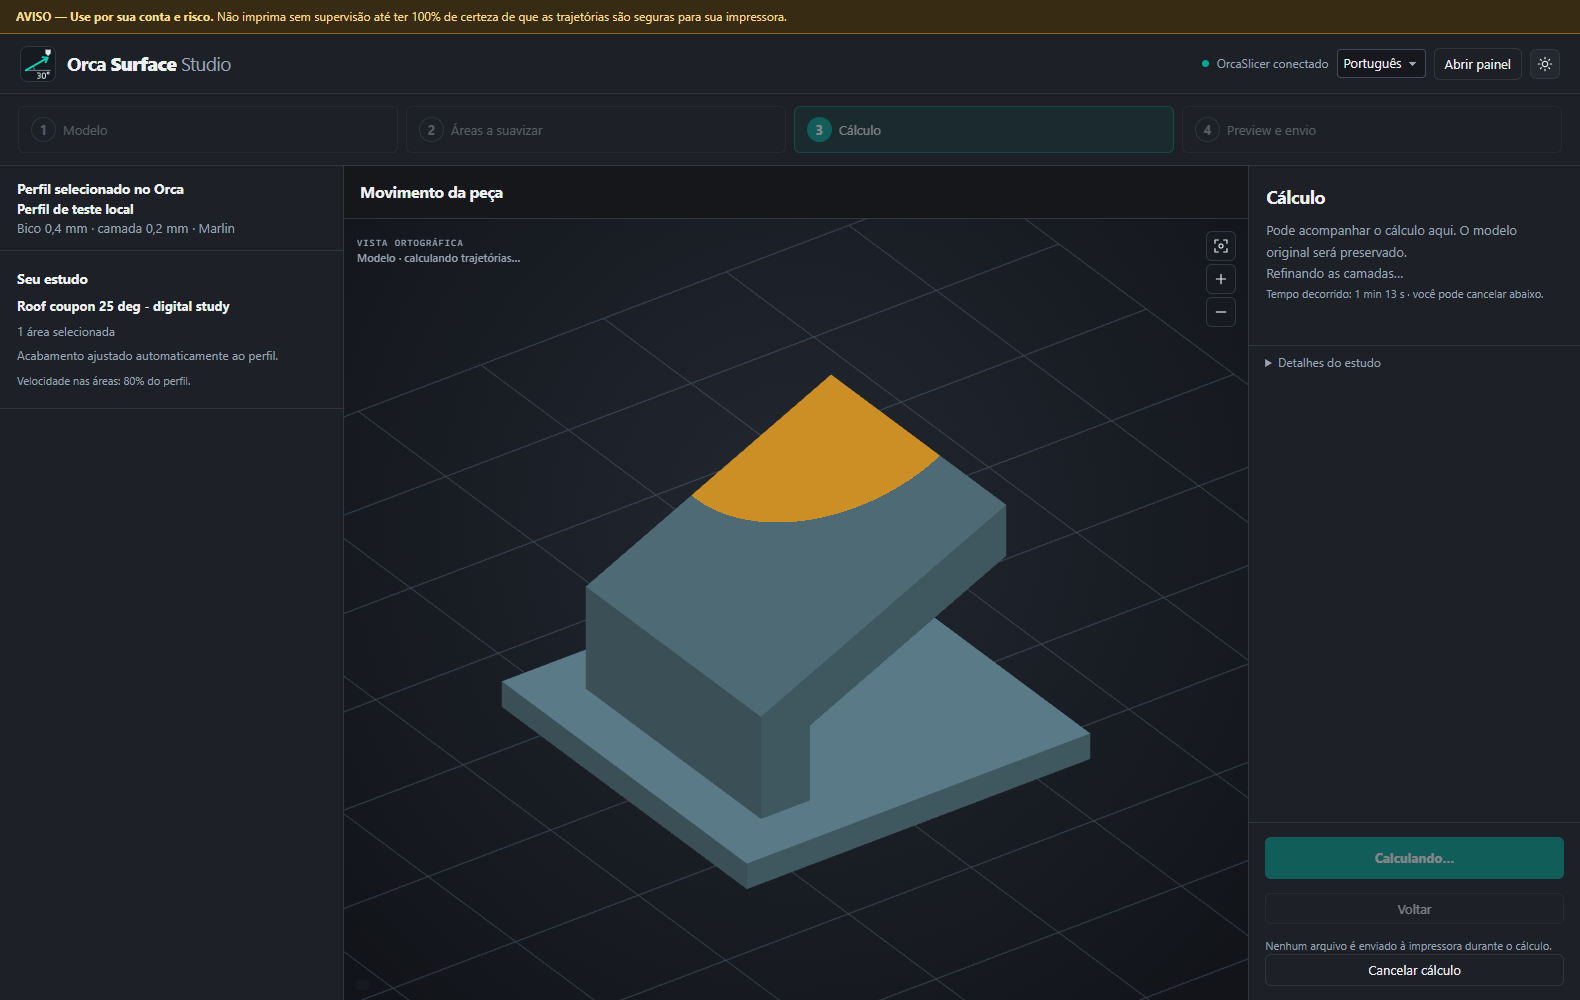 AVISO — Use por sua conta e risco. Não imprima sem supervisão até ter 100% de certeza de que as trajetórias são seguras para sua impressora.
30°
Orca Surface Studio
OrcaSlicer conectado
Português
Abrir painel
1 Modelo
2 Áreas a suavizar
3 Cálculo
4 Preview e envio
Perfil selecionado no Orca
Perfil de teste local
Bico 0,4 mm · camada 0,2 mm · Marlin
Seu estudo
Roof coupon 25 deg - digital study
1 área selecionada
Acabamento ajustado automaticamente ao perfil.
Velocidade nas áreas: 80% do perfil.
Movimento da peça
VISTA ORTOGRÁFICA
Modelo · calculando trajetórias...
Cálculo
Pode acompanhar o cálculo aqui. O modelo
original será preservado.
Refinando as camadas...
Tempo decorrido: 1 min 13 s · você pode cancelar abaixo.
Detalhes do estudo
Calculando...
Voltar
Nenhum arquivo é enviado à impressora durante o cálculo.
Cancelar cálculo